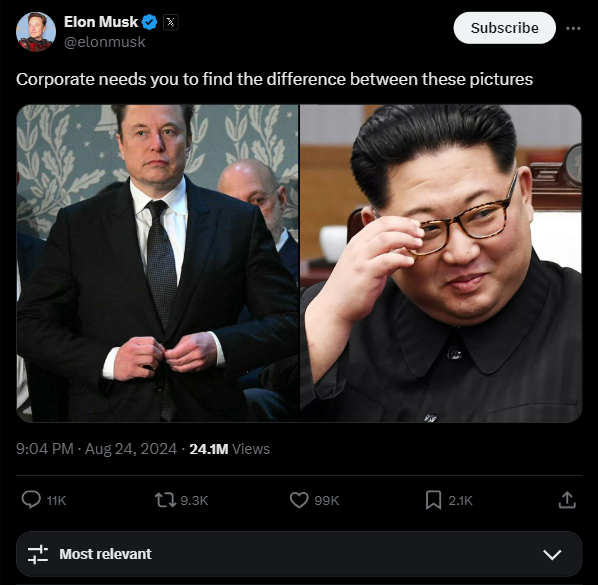 Elon Musk
@elonmusk
Subscribe
Corporate needs you to find the difference between these pictures
9:04 PM · Aug 24, 2024 · 24.1M Views
11K 9.3K 99K 2.1K
Most relevant